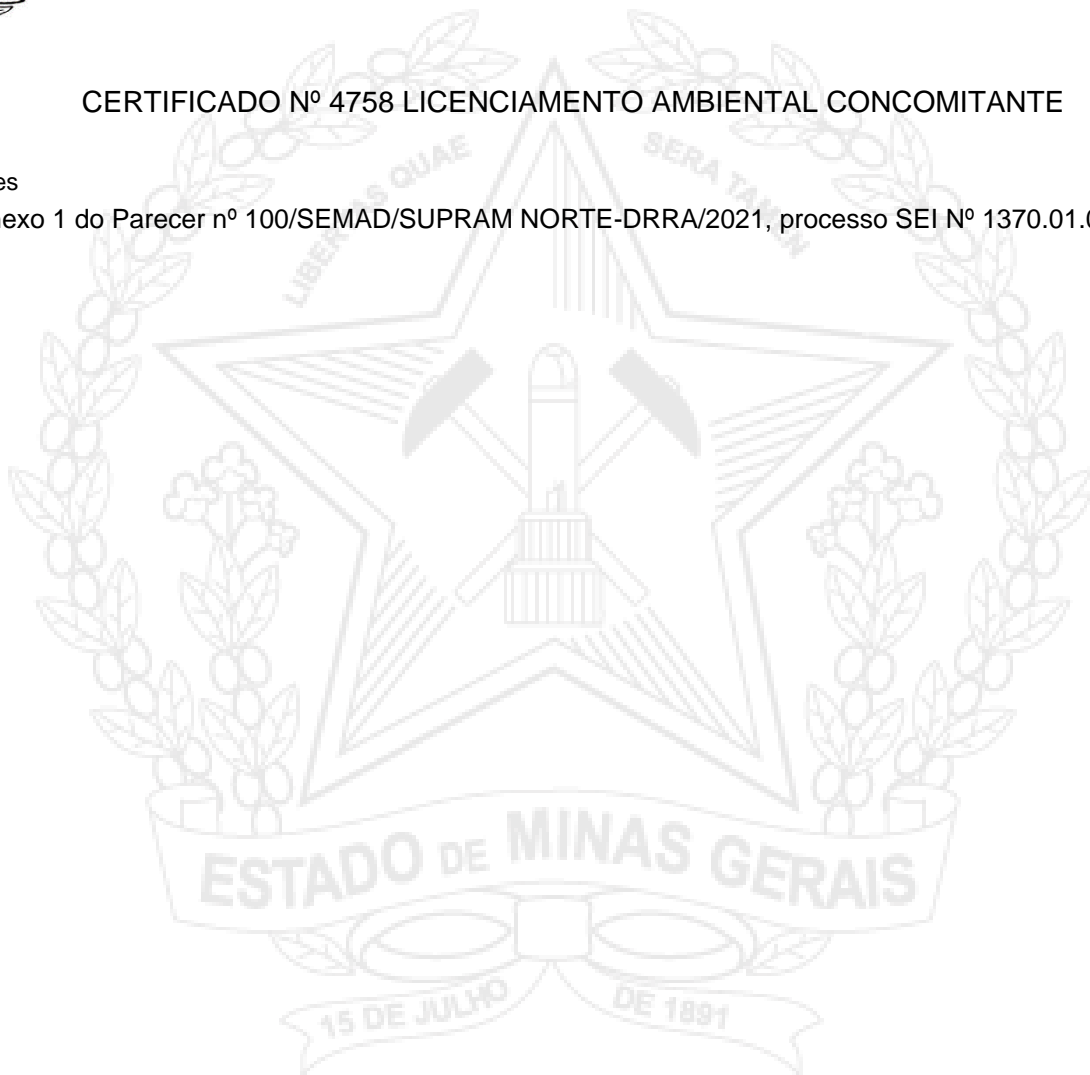 CERTIFICADO Nº 4758 LICENCIAMENTO AMBIENTAL CONCOMITANTE
es
exo 1 do Parecer nº 100/SEMAD/SUPRAM NORTE-DRRA/2021, processo SEI Nº 1370.01.0
LIBERTAS QUAE SERA TAMEN
ESTADO DE MINAS GERAIS
15 DE JULHO DE 1891